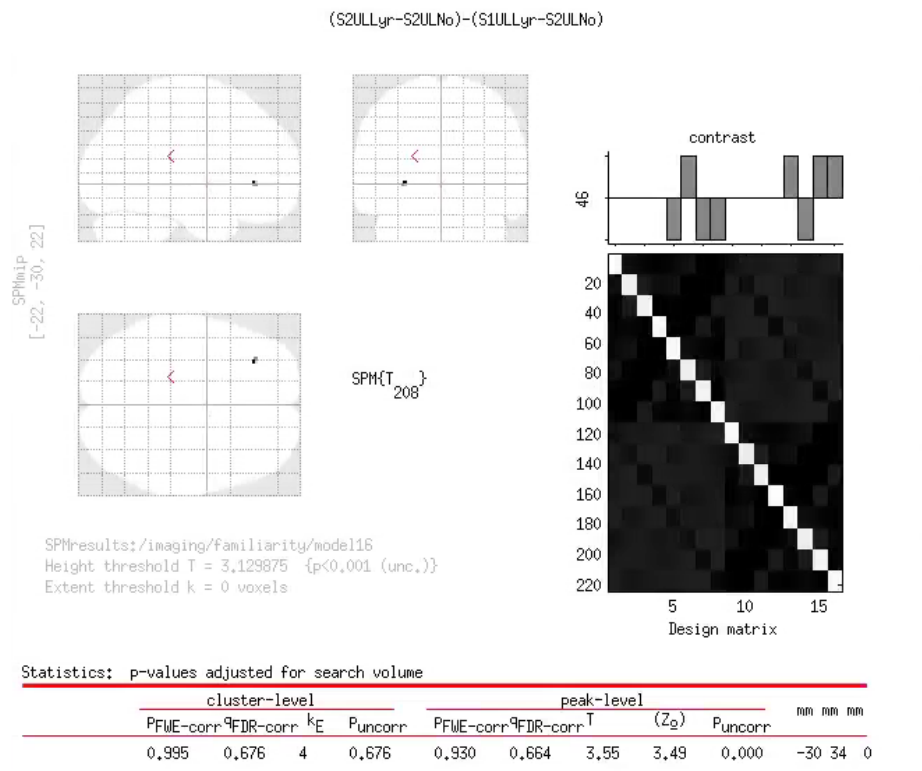 (S2ULLyr-S2ULNo)-(S1ULLyr-S2ULNo)
SPMmip
[-22, -30, 22]
<
<
<
SPM{T208}
contrast
46
20
40
60
80
100
120
140
160
180
200
220
5 10 15
Design matrix
SPMresults:/imaging/familiarity/model16
Height threshold T = 3.129875 {p<0.001 (unc.)}
Extent threshold k = 0 voxels
Statistics: p-values adjusted for search volume
cluster-level peak-level
PFWE-corr qFDR-corr kE Puncorr PFWE-corr qFDR-corr T (Zo) Puncorr mm mm mm
0.995 0.676 4 0.676 0.930 0.664 3.55 3.49 0.000 -30 34 0